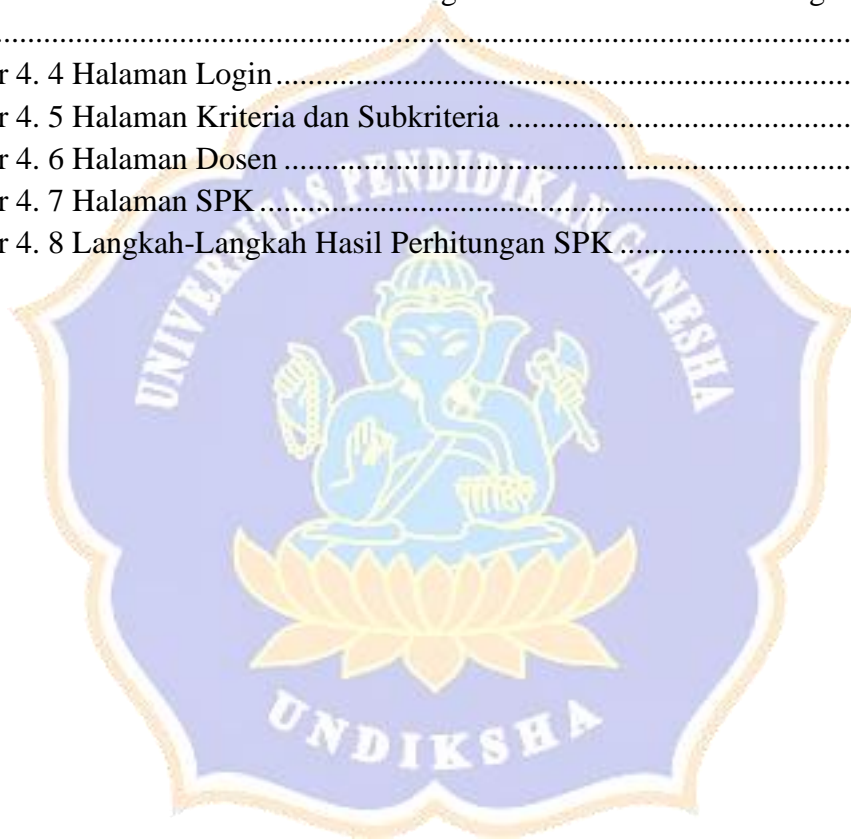 r 4. 4 Halaman Login
r 4. 5 Halaman Kriteria dan Subkriteria
r 4. 6 Halaman Dosen
r 4. 7 Halaman SPK
r 4. 8 Langkah-Langkah Hasil Perhitungan SPK
UNIVERSITAS PENDIDIKAN GANESHA
UNDIKSHA